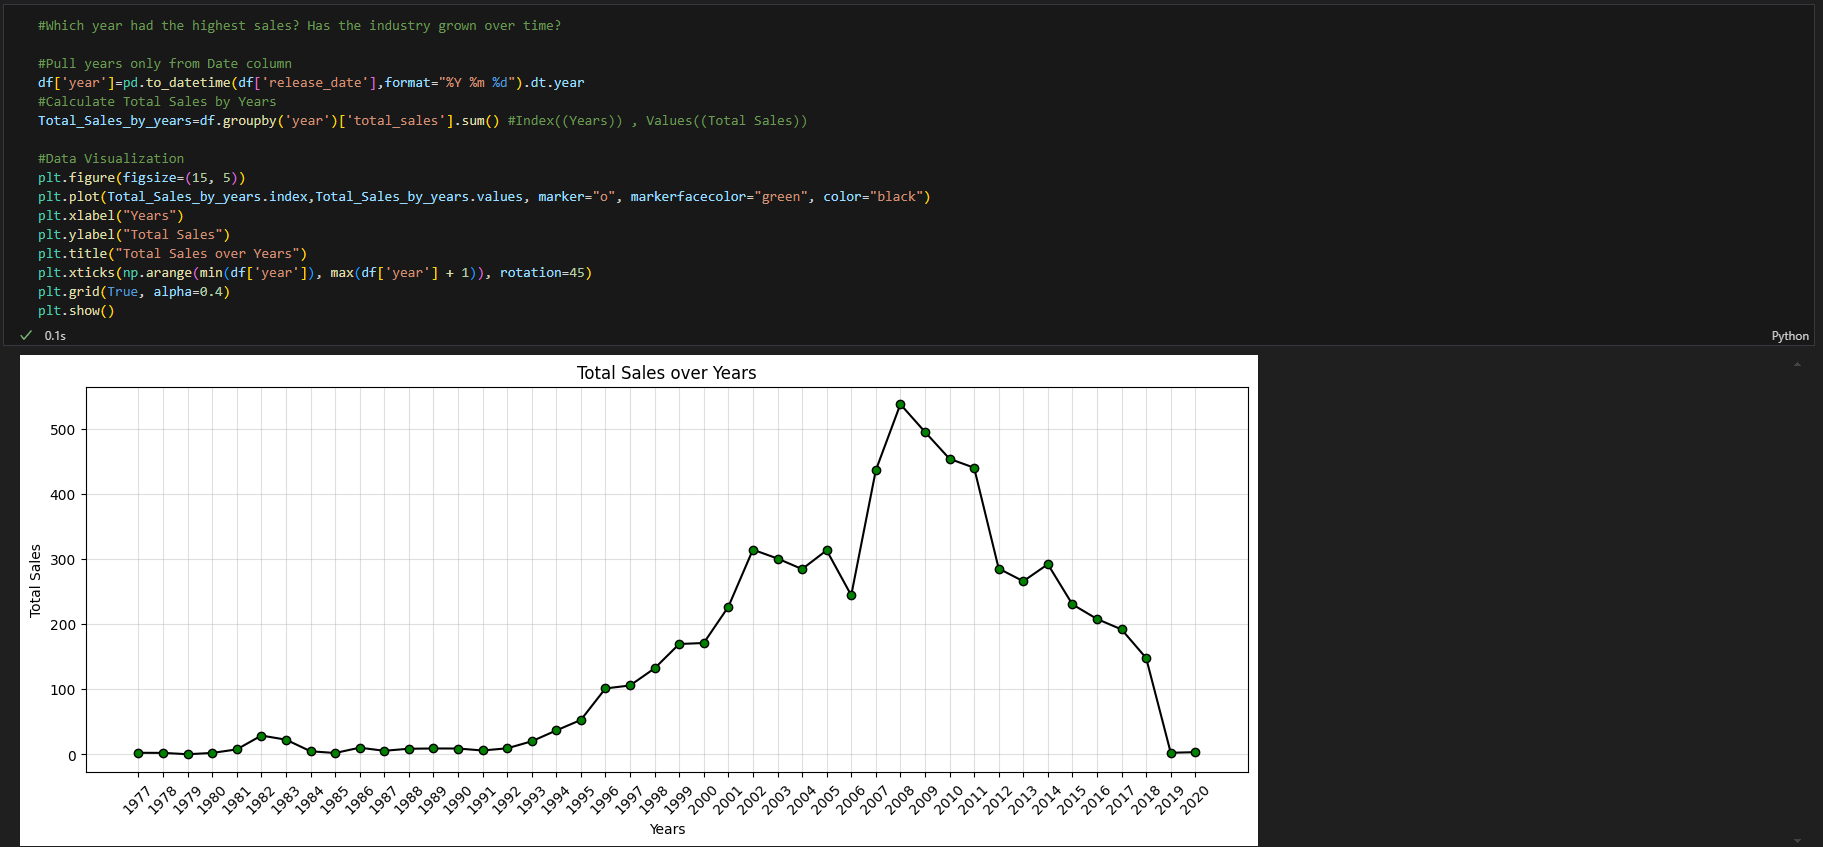 #Which year had the highest sales? Has the industry grown over time?
#Pull years only from Date column
df['year']=pd.to_datetime(df['release_date'],format="%Y %m %d").dt.year
#Calculate Total Sales by Years
Total_Sales_by_years=df.groupby('year')['total_sales'].sum() #Index((Years)) , Values((Total Sales))
#Data Visualization
plt.figure(figsize=(15, 5))
plt.plot(Total_Sales_by_years.index,Total_Sales_by_years.values, marker="o", markerfacecolor="green", color="black")
plt.xlabel("Years")
plt.ylabel("Total Sales")
plt.title("Total Sales over Years")
plt.xticks(np.arange(min(df['year']), max(df['year'] + 1)), rotation=45)
plt.grid(True, alpha=0.4)
plt.show()
0.1s
Python
Total Sales over Years
Total Sales
500
400
300
200
100
0
1977 1978 1979 1980 1981 1982 1983 1984 1985 1986 1987 1988 1989 1990 1991 1992 1993 1994 1995 1996 1997 1998 1999 2000 2001 2002 2003 2004 2005 2006 2007 2008 2009 2010 2011 2012 2013 2014 2015 2016 2017 2018 2019 2020
Years